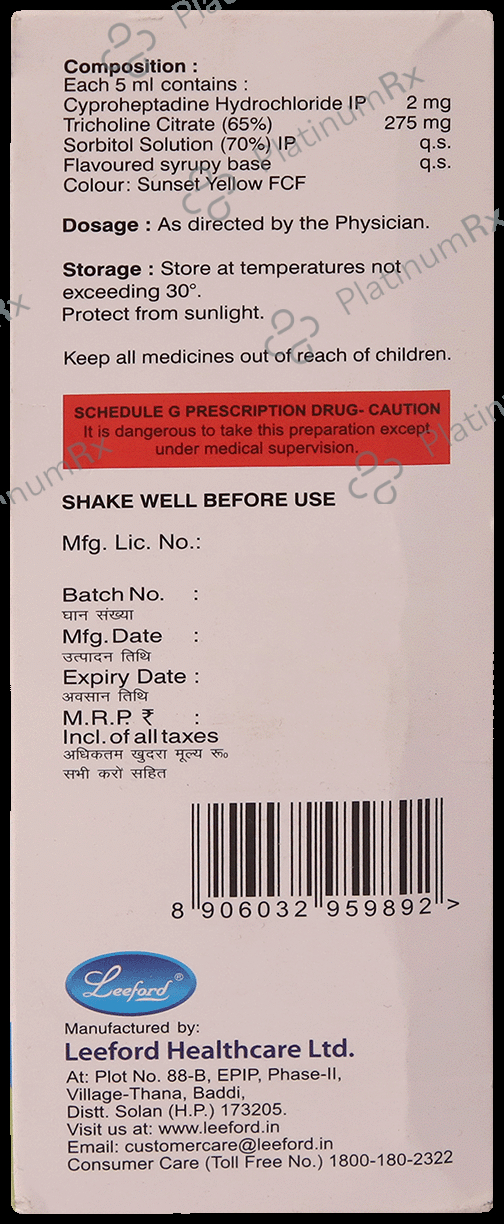 Composition :
Each 5 ml contains :
Cyproheptadine Hydrochloride IP 2 mg
Tricholine Citrate (65%) 275 mg
Sorbitol Solution (70%) IP q.s.
Flavoured syrupy base q.s.
Colour: Sunset Yellow FCF
Dosage : As directed by the Physician.
Storage : Store at temperatures not
exceeding 30°.
Protect from sunlight.
Keep all medicines out of reach of children.
SCHEDULE G PRESCRIPTION DRUG- CAUTION
It is dangerous to take this preparation except
under medical supervision.
SHAKE WELL BEFORE USE
Mfg. Lic. No.:
Batch No. :
घान संख्या
Mfg. Date :
उत्पादन तिथि
Expiry Date :
अवसान तिथि
M.R.P. ₹ :
Incl. of all taxes
अधिकतम खुदरा मूल्य रू०
सभी करों सहित
8 906032 959892 >
Leeford®
Manufactured by:
Leeford Healthcare Ltd.
At: Plot No. 88-B, EPIP, Phase-II,
Village-Thana, Baddi,
Distt. Solan (H.P.) 173205.
Visit us at: www.leeford.in
Email: customercare@leeford.in
Consumer Care (Toll Free No.) 1800-180-2322
PlatinumRx
PlatinumRx